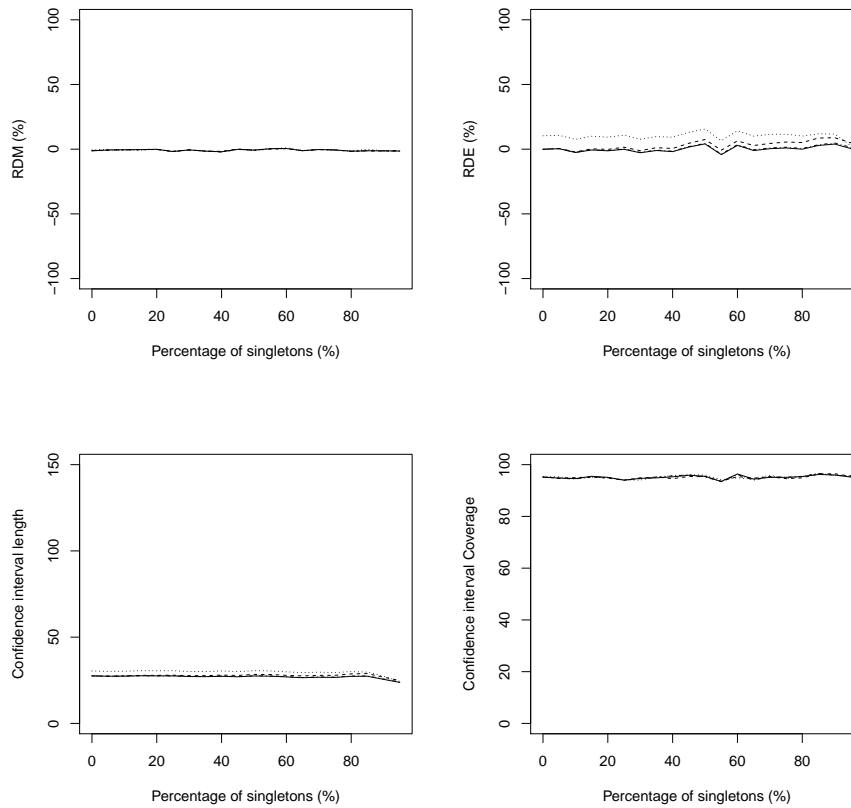 100
50
0
−50
−100
RDM (%)
0 20 40 60 80
Percentage of singletons (%)
100
50
0
−50
−100
RDE (%)
0 20 40 60 80
Percentage of singletons (%)
150
100
50
0
Confidence interval length
0 20 40 60 80
Percentage of singletons (%)
100
80
60
40
20
0
Confidence interval Coverage
0 20 40 60 80
Percentage of singletons (%)